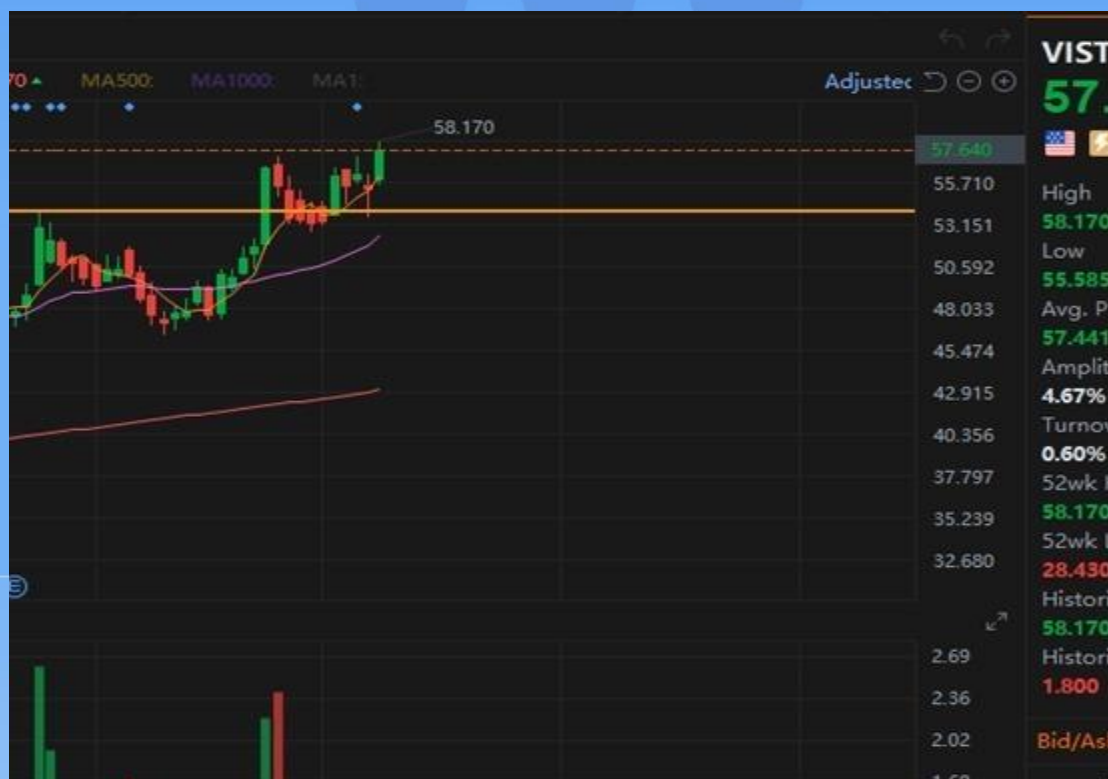 70
MA500:
MA1000:
MA1:
Adjusted
58.170
57.640
55.710
53.151
50.592
48.033
45.474
42.915
40.356
37.797
35.239
32.680
E
2.69
2.36
2.02
VIST
57.
High
58.170
Low
55.585
Avg. P
57.441
Amplit
4.67%
Turnov
0.60%
52wk
58.170
52wk
28.430
Histori
58.170
Histori
1.800
Bid/As